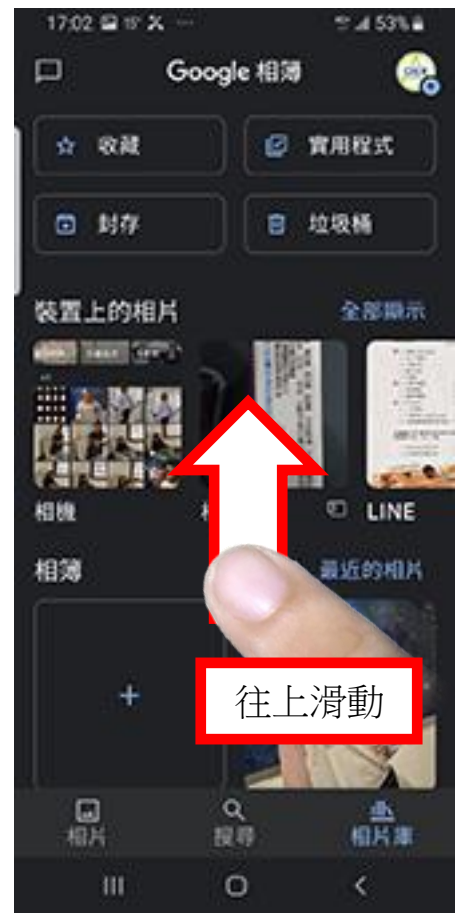 17:02 53%
Google 相簿
收藏 實用程式
封存 垃圾桶
裝置上的相片 全部顯示
相機 LINE
相簿 最近的相片
往上滑動
相片 搜尋 相片庫